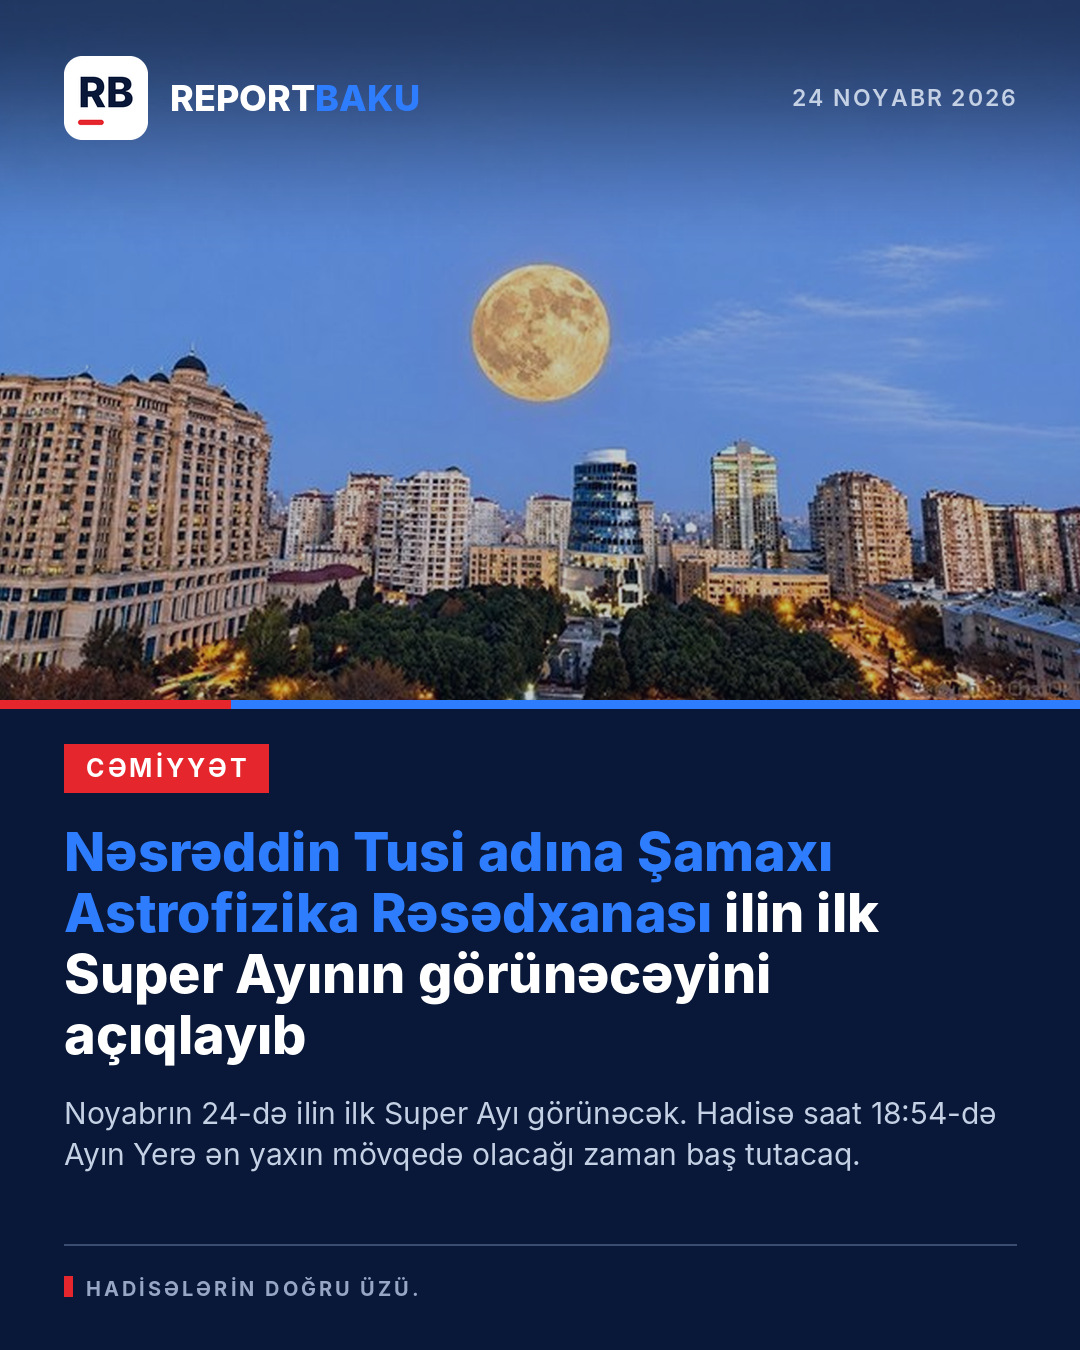 RB
REPORTBAKU
24 NOYABR 2026
CƏMİYYƏT
Nəsrəddin Tusi adına Şamaxı
Astrofizika Rəsədxanası ilin ilk
Super Ayının görünəcəyini
açıqlayıb
Noyabrın 24-də ilin ilk Super Ayı görünəcək. Hadisə saat 18:54-də
Ayın Yerə ən yaxın mövqedə olacağı zaman baş tutacaq.
HADİSƏLƏRİN DOĞRU ÜZÜ.